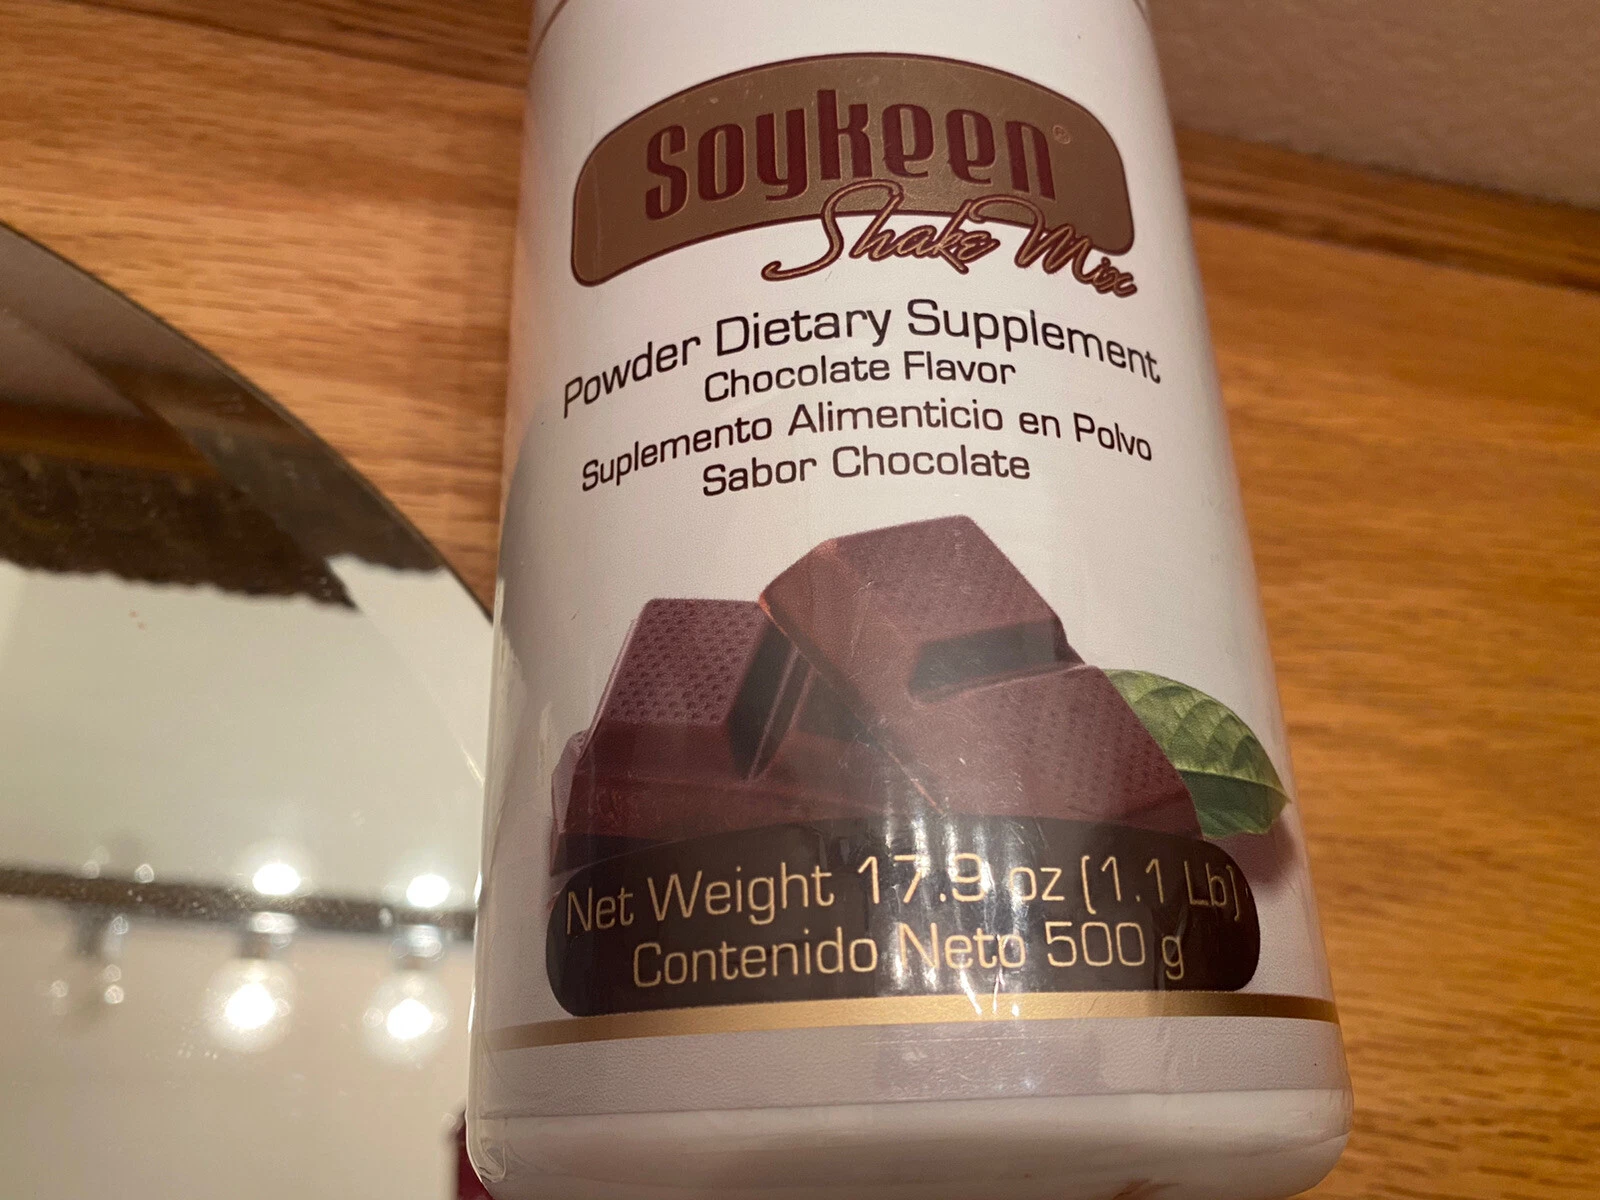 Soykeen®
Shake Mix
Powder Dietary Supplement
Chocolate Flavor
Suplemento Alimenticio en Polvo
Sabor Chocolate
Net Weight 17.9 oz (1.1 Lb)
Contenido Neto 500 g